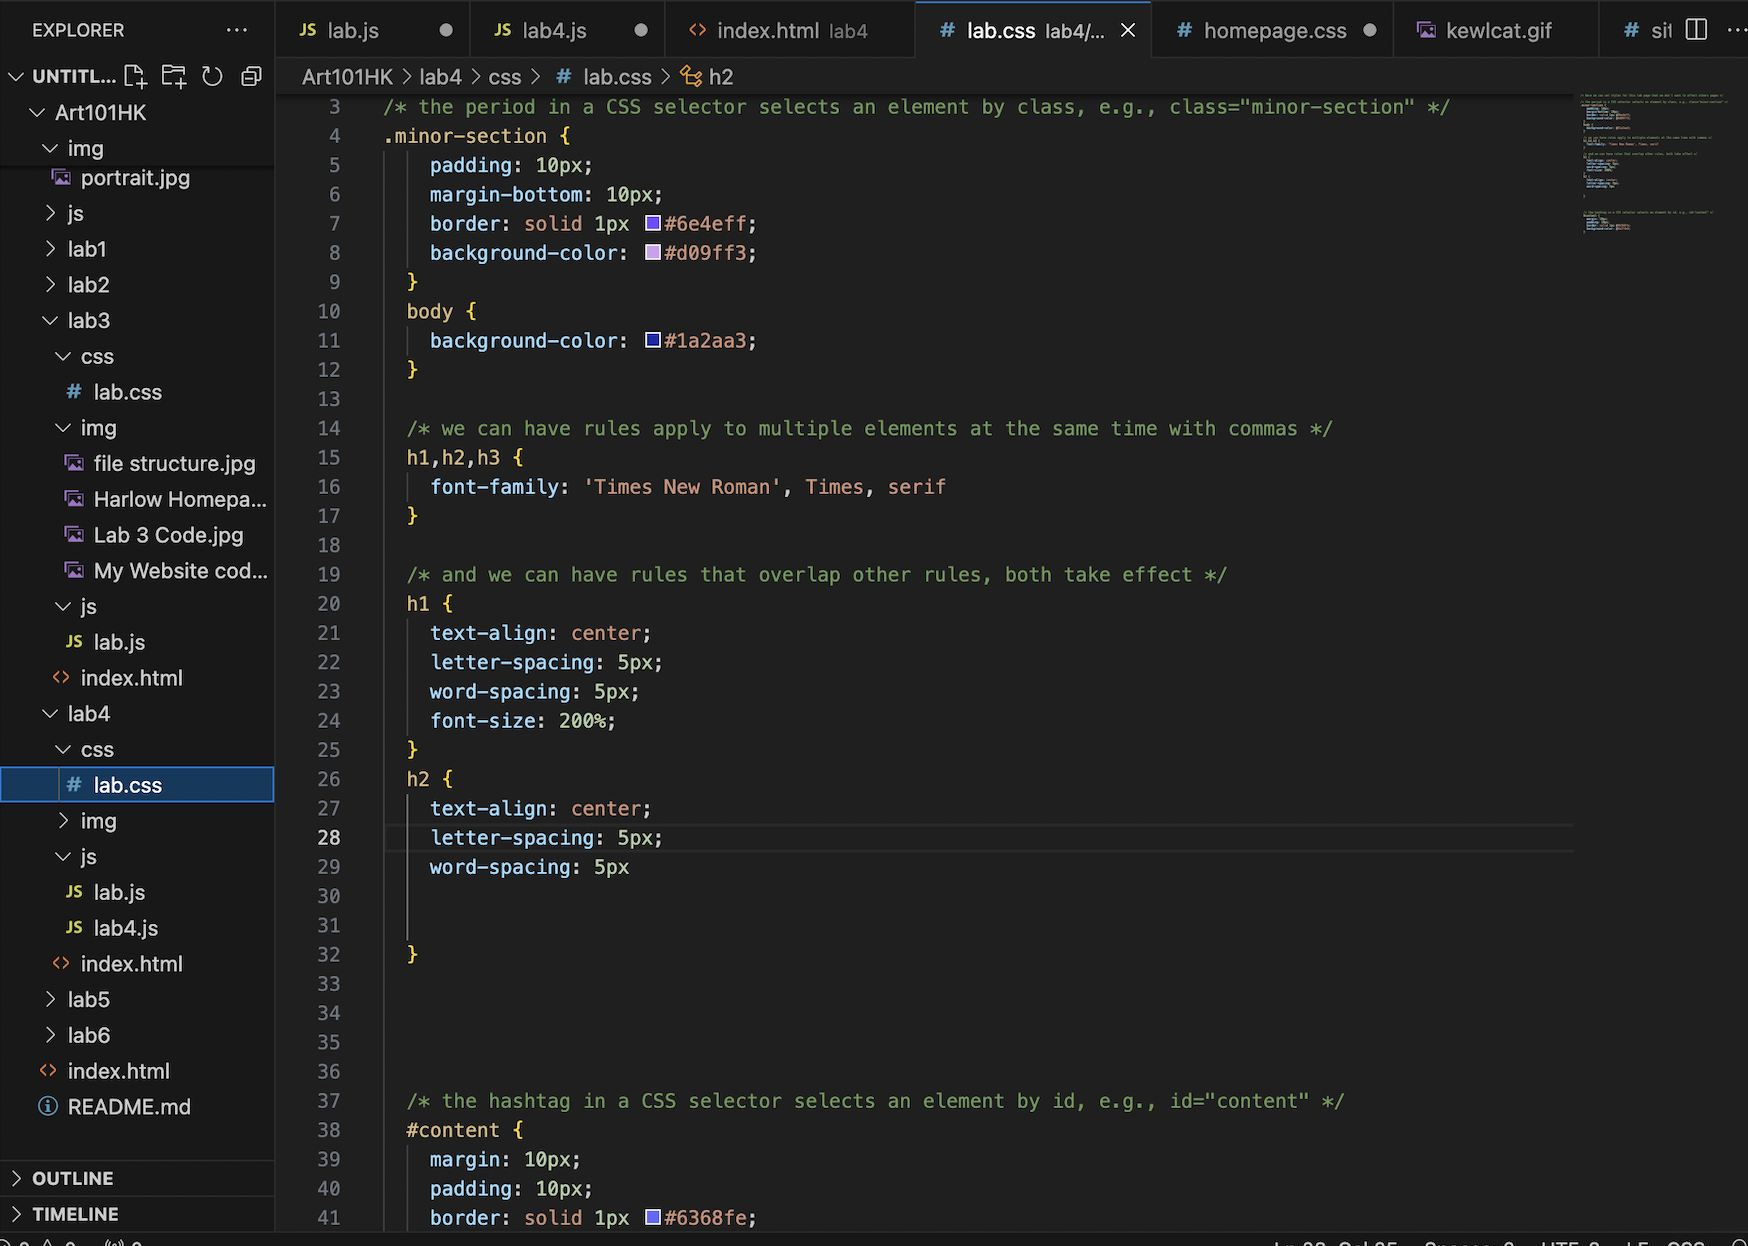 EXPLORER
UNTITL...
Art101HK
img
portrait.jpg
js
lab1
lab2
lab3
css
# lab.css
img
file structure.jpg
Harlow Homepa...
Lab 3 Code.jpg
My Website cod...
js
JS lab.js
<> index.html
lab4
css
# lab.css
img
js
JS lab.js
JS lab4.js
<> index.html
lab5
lab6
<> index.html
README.md
OUTLINE
TIMELINE
JS lab.js
JS lab4.js
<> index.html lab4
# lab.css lab4/...
# homepage.css
kewlcat.gif
# sit
Art101HK > lab4 > css > # lab.css > h2
3 /* the period in a CSS selector selects an element by class, e.g., class="minor-section" */
4 .minor-section {
5 padding: 10px;
6 margin-bottom: 10px;
7 border: solid 1px #6e4eff;
8 background-color: #d09ff3;
9 }
10 body {
11 background-color: #1a2aa3;
12 }
13
14 /* we can have rules apply to multiple elements at the same time with commas */
15 h1,h2,h3 {
16 font-family: 'Times New Roman', Times, serif
17 }
18
19 /* and we can have rules that overlap other rules, both take effect */
20 h1 {
21 text-align: center;
22 letter-spacing: 5px;
23 word-spacing: 5px;
24 font-size: 200%;
25 }
26 h2 {
27 text-align: center;
28 letter-spacing: 5px;
29 word-spacing: 5px
30
31
32 }
33
34
35
36
37 /* the hashtag in a CSS selector selects an element by id, e.g., id="content" */
38 #content {
39 margin: 10px;
40 padding: 10px;
41 border: solid 1px #6368fe;